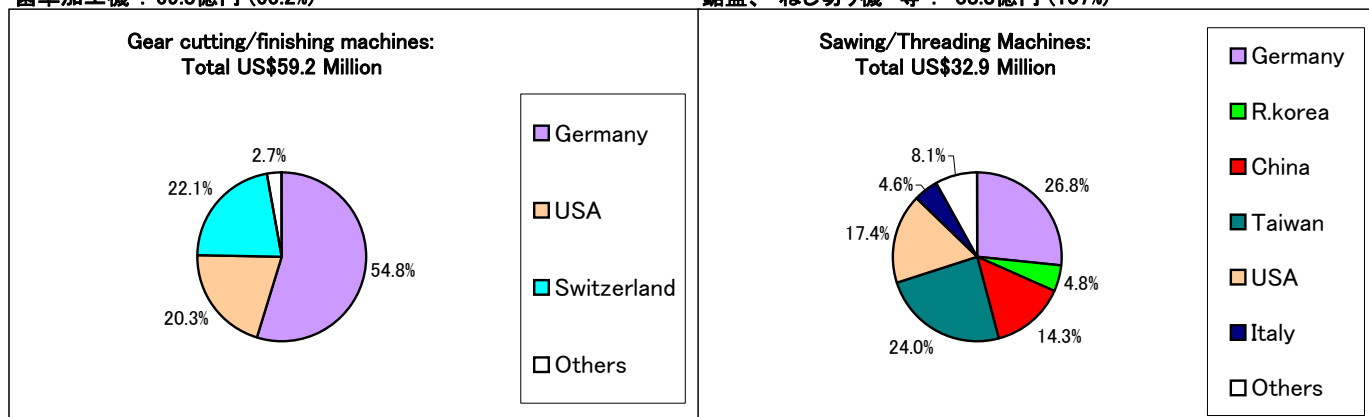 Gear cutting/finishing machines:
Total US$59.2 Million
2.7%
22.1%
54.8%
20.3%
Germany
USA
Switzerland
Others
Sawing/Threading Machines:
Total US$32.9 Million
8.1%
4.6%
26.8%
17.4%
4.8%
14.3%
24.0%
Germany
R.korea
China
Taiwan
USA
Italy
Others